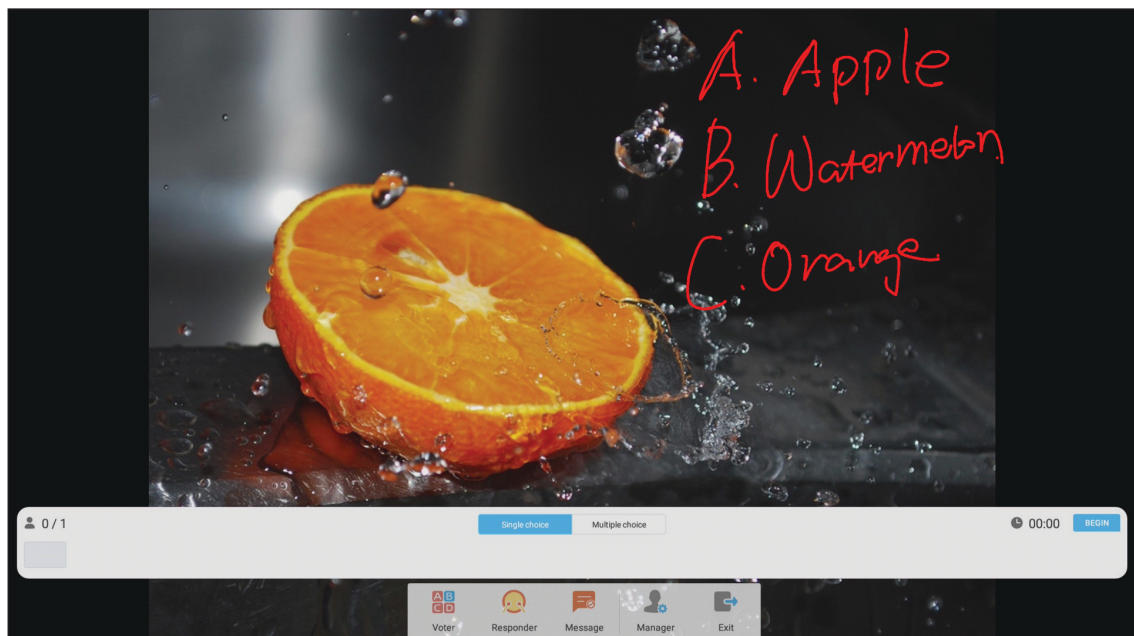 A. Apple
B. Watermelon
C. Orange
0 / 1
Single choice
Multiple choice
00:00
BEGIN
A B
C D
Voter
Responder
Message
Manager
Exit